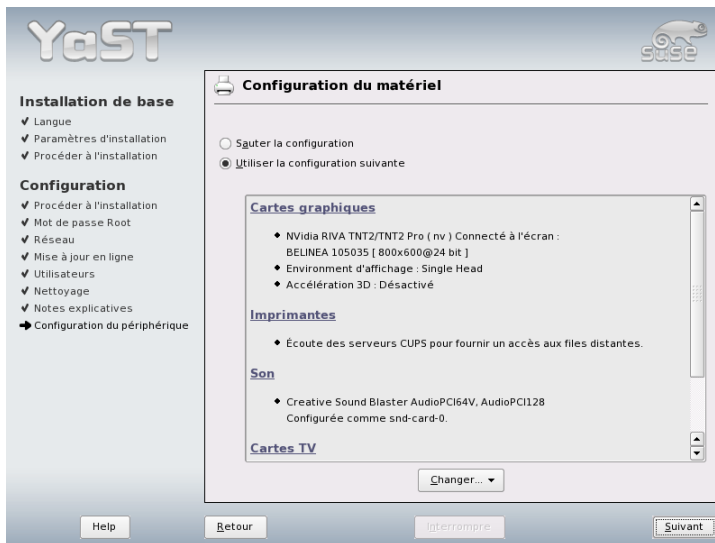 YaST
SUSE
Installation de base
Langue
Paramètres d'installation
Procéder à l'installation
Configuration
Procéder à l'installation
Mot de passe Root
Réseau
Mise à jour en ligne
Utilisateurs
Nettoyage
Notes explicatives
Configuration du périphérique
Configuration du matériel
Sauter la configuration
Utiliser la configuration suivante
Cartes graphiques
NVidia RIVA TNT2/TNT2 Pro ( nv ) Connecté à l'écran :
BELINEA 105035 [ 800x600@24 bit ]
Environment d'affichage : Single Head
Accélération 3D : Désactivé
Imprimantes
Écoute des serveurs CUPS pour fournir un accès aux files distantes.
Son
Creative Sound Blaster AudioPCI64V, AudioPCI128
Configurée comme snd-card-0.
Cartes TV
Changer...
Help
Retour
Interrompre
Suivant